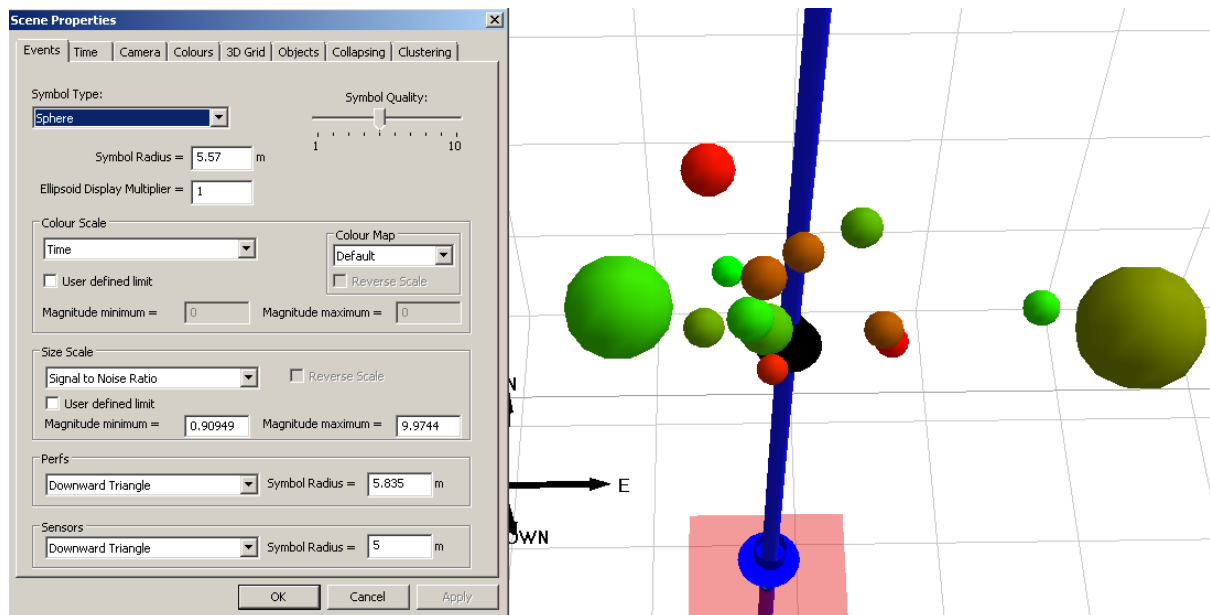 Scene Properties
Events Time Camera Colours 3D Grid Objects Collapsing Clustering
Symbol Type:
Symbol Quality:
Sphere
1 10
Symbol Radius = 5.57 m
Ellipsoid Display Multiplier = 1
Colour Scale
Time
Colour Map
Default
User defined limit
Reverse Scale
Magnitude minimum = 0 Magnitude maximum = 0
Size Scale
Signal to Noise Ratio
Reverse Scale
User defined limit
Magnitude minimum = 0.90949 Magnitude maximum = 9.9744
Perfs
Downward Triangle Symbol Radius = 5.835 m
Sensors
Downward Triangle Symbol Radius = 5 m
OK Cancel Apply
N
E
OWN